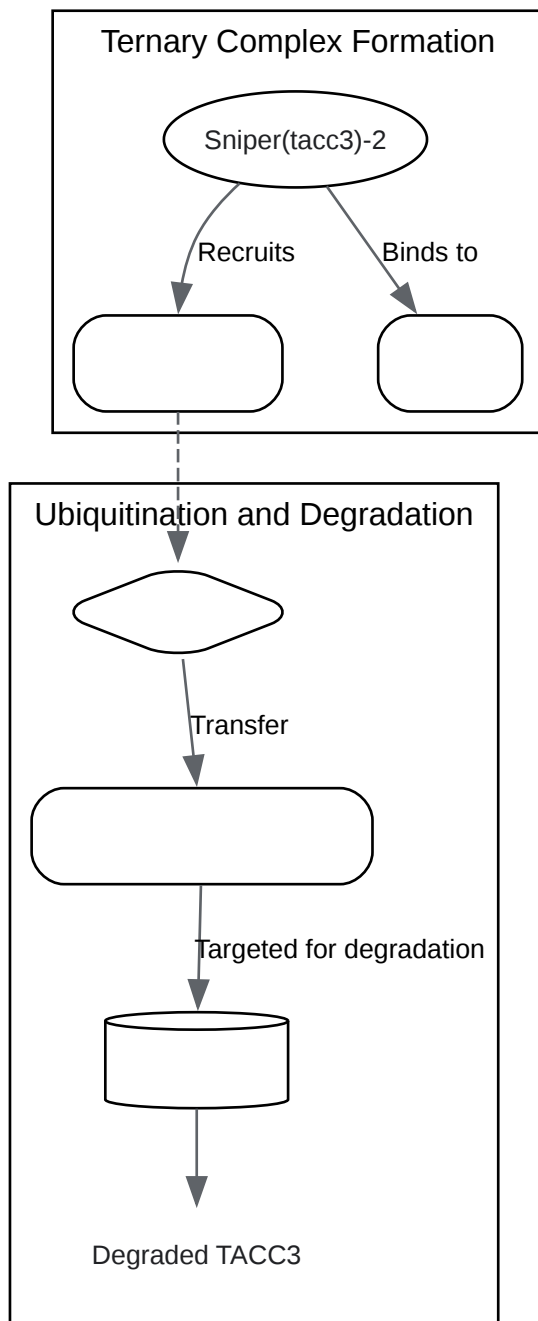 Ternary Complex Formation
Sniper(tacc3)-2
Recruits
Binds to
Ubiquitination and Degradation
Transfer
Targeted for degradation
Degraded TACC3